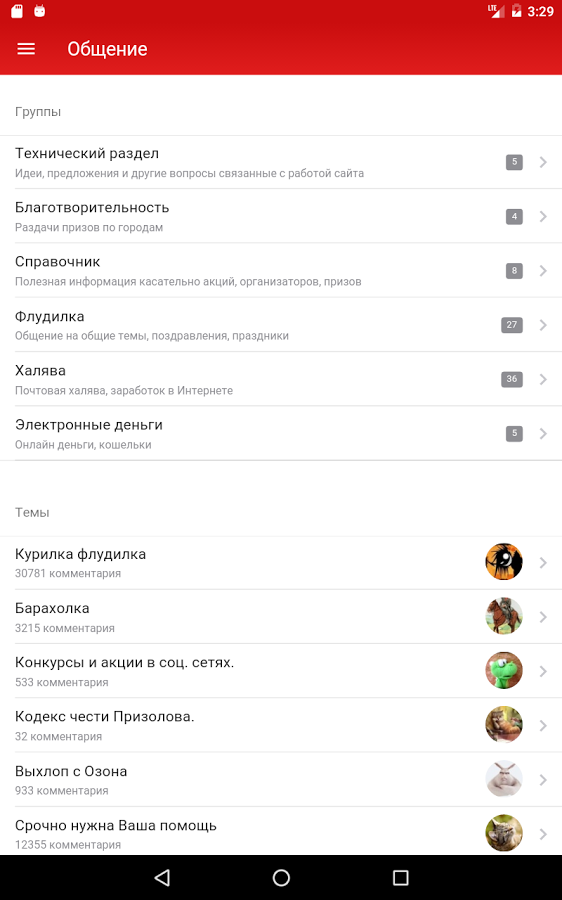 LTE 3:29
Общение
Группы
Технический раздел
5
Идеи, предложения и другие вопросы связанные с работой сайта
Благотворительность
4
Раздачи призов по городам
Справочник
8
Полезная информация касательно акций, организаторов, призов
Флудилка
27
Общение на общие темы, поздравления, праздники
Халява
36
Почтовая халява, заработок в Интернете
Электронные деньги
5
Онлайн деньги, кошельки
Темы
Курилка флудилка
30781 комментария
Барахолка
3215 комментария
Конкурсы и акции в соц. сетях.
533 комментария
Кодекс чести Призолова.
32 комментария
Выхлоп с Озона
933 комментария
Срочно нужна Ваша помощь
12355 комментария